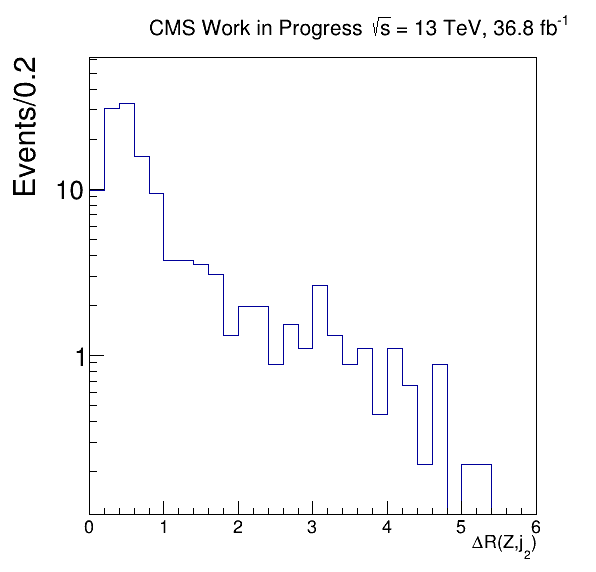 CMS Work in Progress √s = 13 TeV, 36.8 fb⁻¹
Events/0.2
10
1
0 1 2 3 4 5 6
ΔR(Z,j₂)